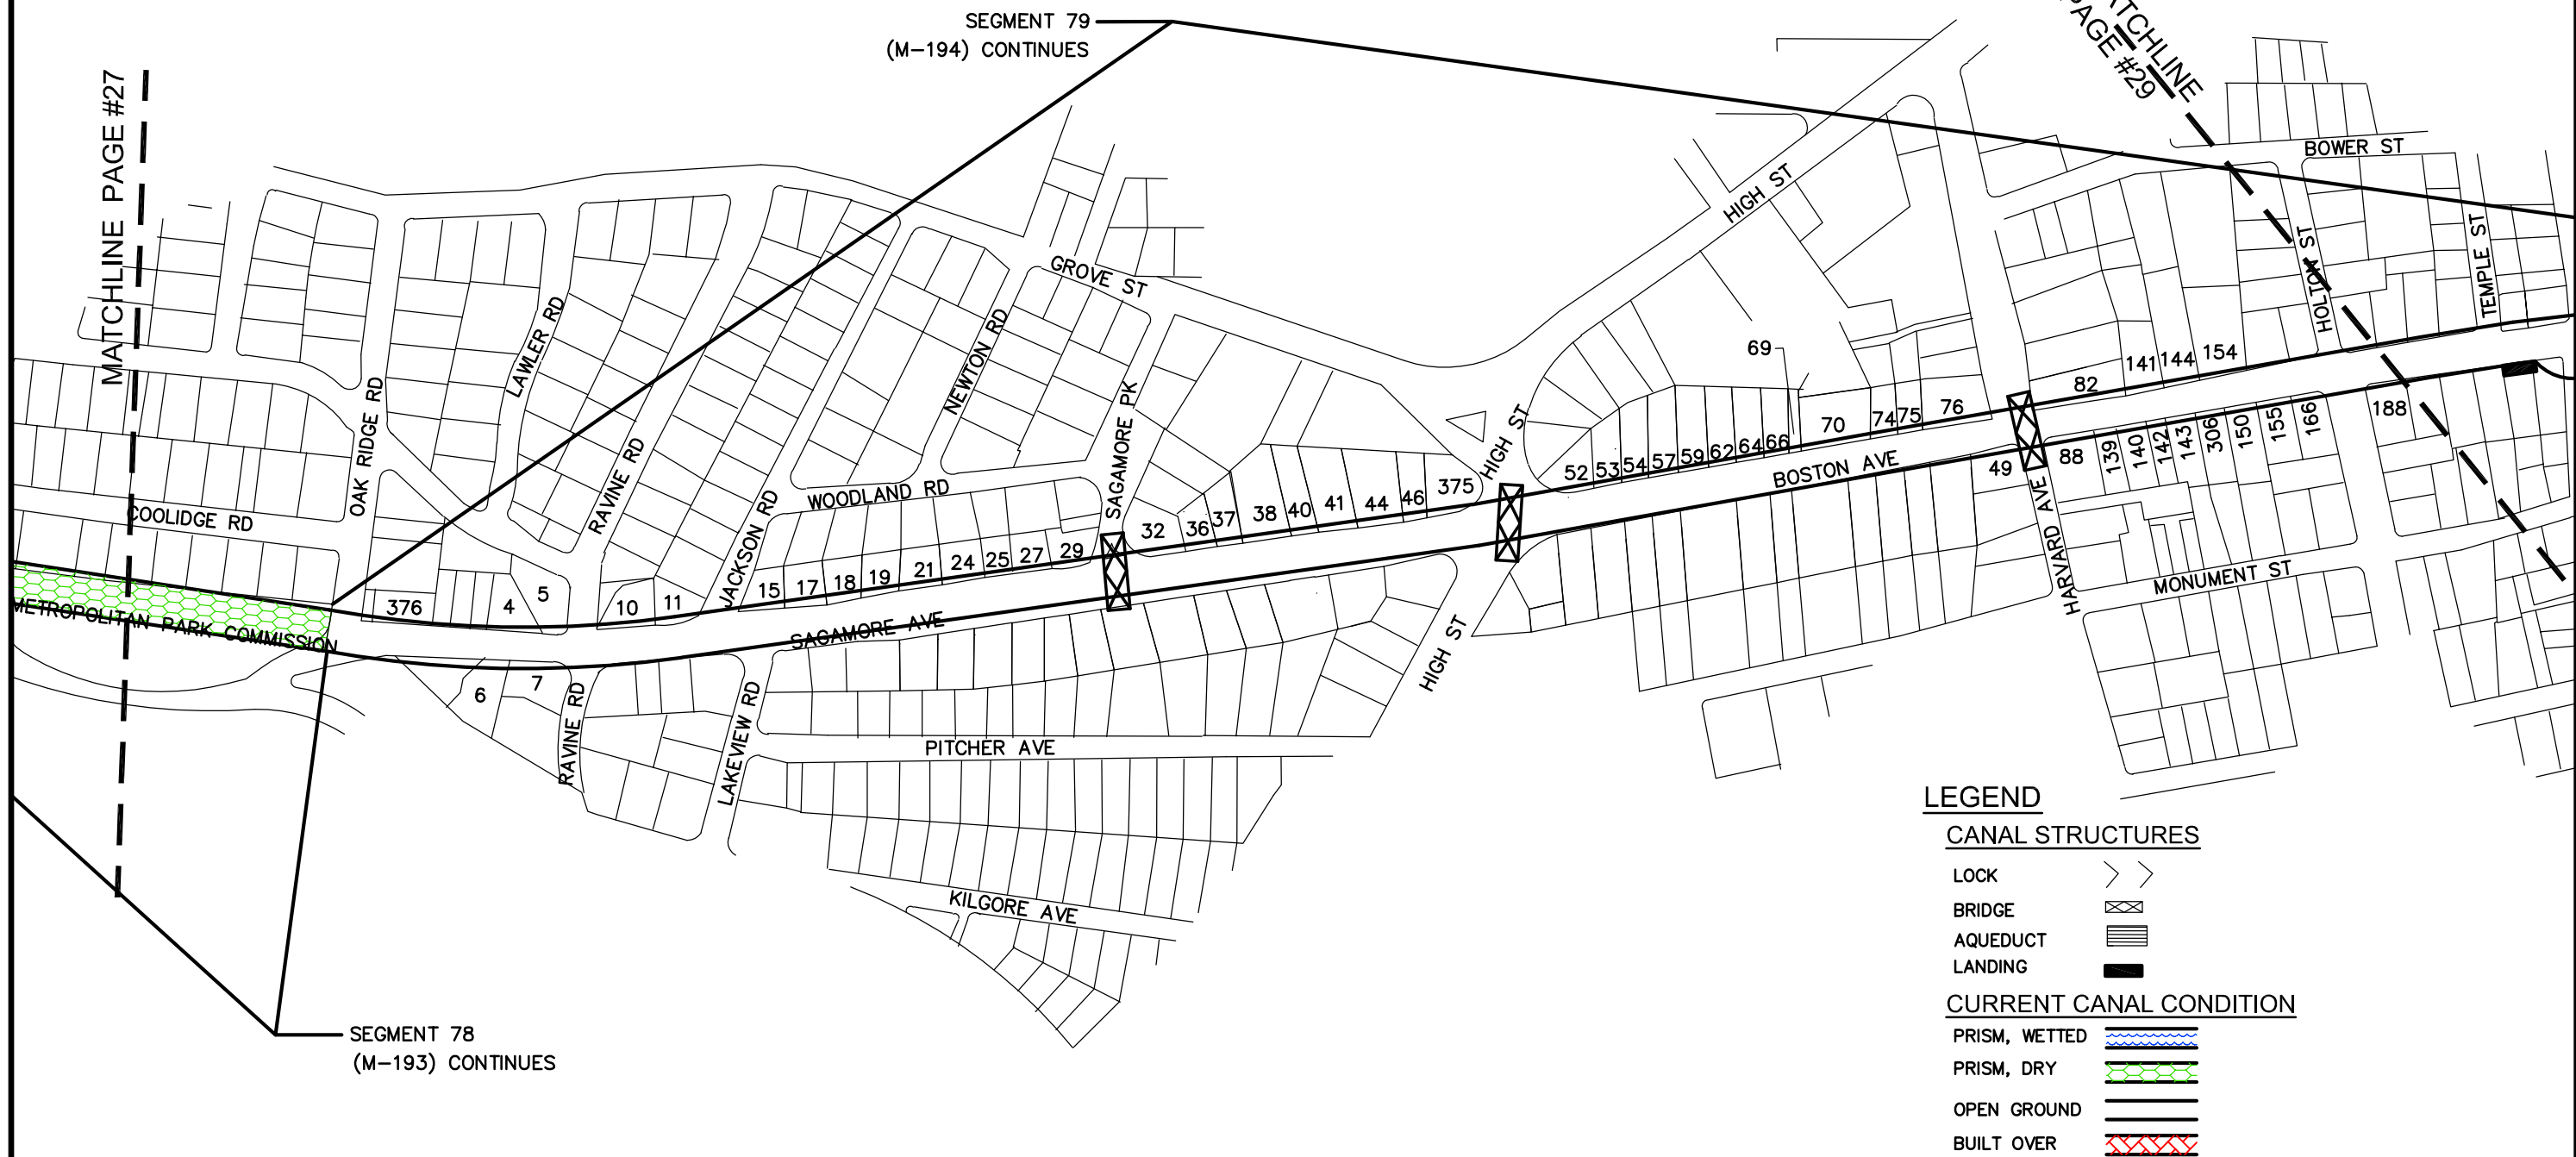 SEGMENT 79
(M-194) CONTINUES
MATCHLINE PAGE #27
MATCHLINE
PAGE #29
BOWER ST
HIGH ST
HOLTON ST
TEMPLE ST
GROVE ST
LAWLER RD
NEWTON RD
OAK RIDGE RD
RAVINE RD
SAGAMORE PK
WOODLAND RD
JACKSON RD
COOLIDGE RD
HIGH ST
BOSTON AVE
HARVARD AVE
MONUMENT ST
METROPOLITAN PARK COMMISSION
SAGAMORE AVE
HIGH ST
RAVINE RD
LAKEVIEW RD
PITCHER AVE
KILGORE AVE
376
4
5
10
11
6
7
15
17
18
19
21
24
25
27
29
32
36
37
38
40
41
44
46
375
52
53
54
57
59
62
64
66
69
70
74
75
76
49
82
141
144
154
88
139
140
142
143
306
150
155
166
188
SEGMENT 78
(M-193) CONTINUES
LEGEND
CANAL STRUCTURES
LOCK
BRIDGE
AQUEDUCT
LANDING
CURRENT CANAL CONDITION
PRISM, WETTED
PRISM, DRY
OPEN GROUND
BUILT OVER